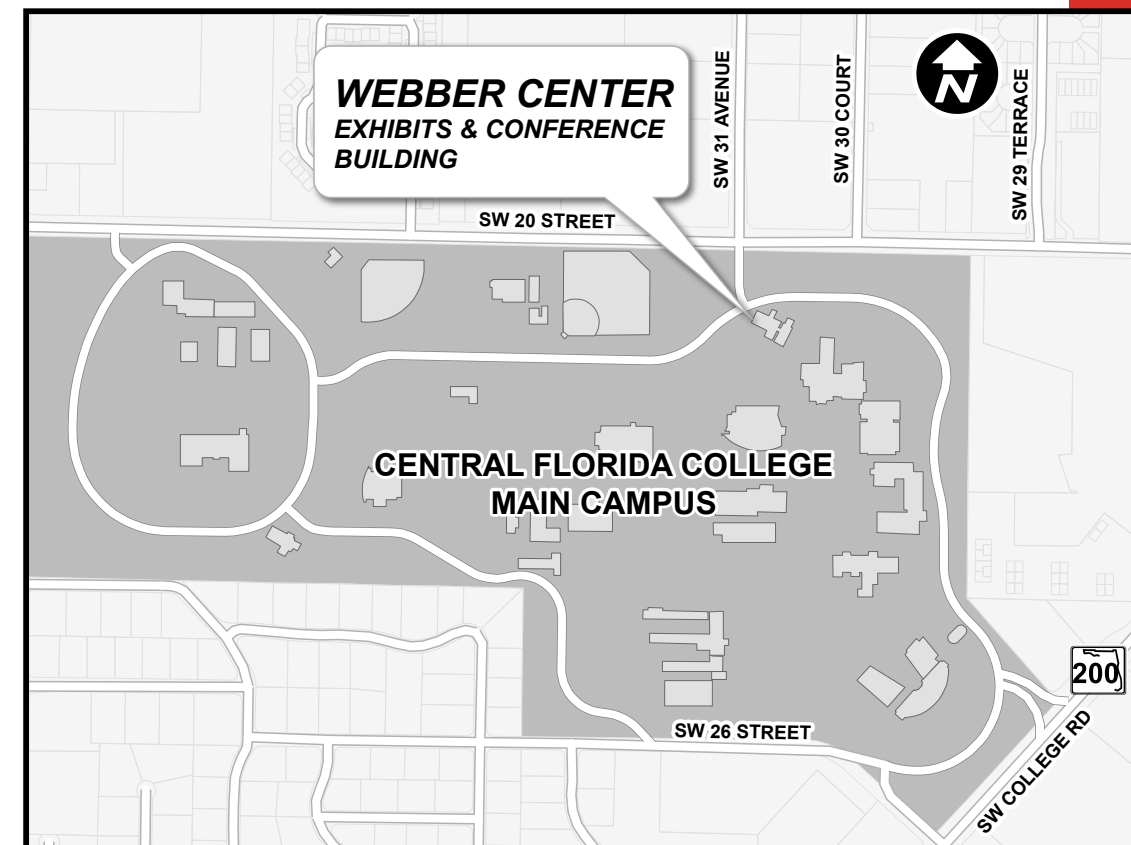 WEBBER CENTER
EXHIBITS & CONFERENCE
BUILDING
SW 31 AVENUE
SW 30 COURT
N
SW 29 TERRACE
SW 20 STREET
CENTRAL FLORIDA COLLEGE
MAIN CAMPUS
200
SW 26 STREET
SW COLLEGE RD